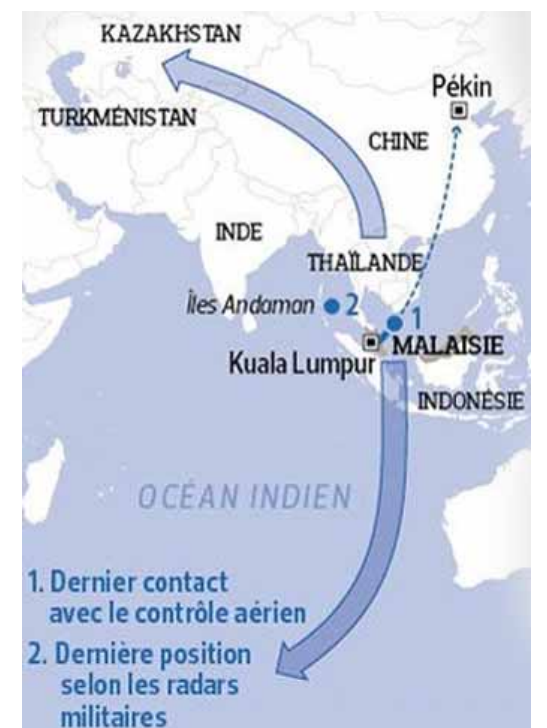 KAZAKHSTAN
Pékin
TURKMÉNISTAN
CHINE
INDE
THAÏLANDE
Îles Andaman 2
1
MALAISIE
Kuala Lumpur
INDONÉSIE
OCÉAN INDIEN
1. Dernier contact
avec le contrôle aérien
2. Dernière position
selon les radars
militaires